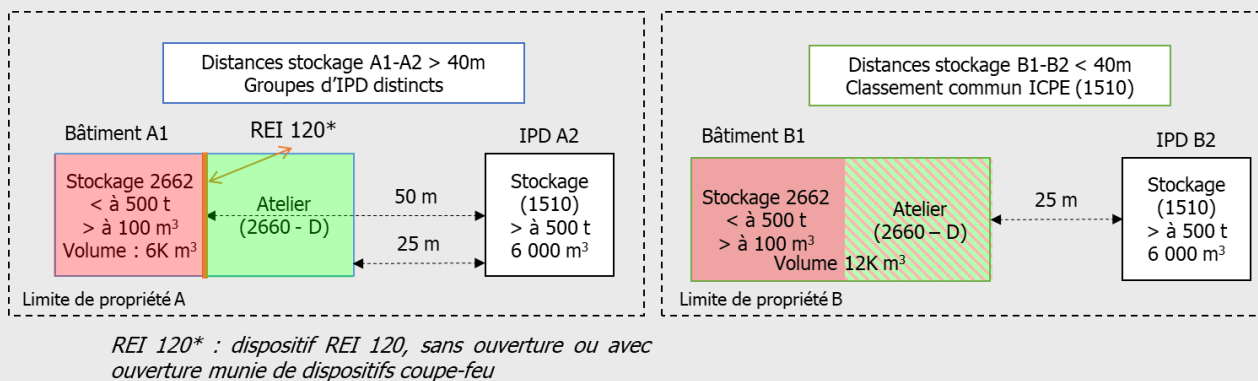 Distances stockage A1-A2 > 40m
Groupes d'IPD distincts
Bâtiment A1
REI 120*
IPD A2
Stockage 2662
< à 500 t
> à 100 m³
Volume : 6K m³
Atelier
(2660 - D)
50 m
25 m
Stockage
(1510)
> à 500 t
6 000 m³
Limite de propriété A
REI 120* : dispositif REI 120, sans ouverture ou avec
ouverture munie de dispositifs coupe-feu
Distances stockage B1-B2 < 40m
Classement commun ICPE (1510)
Bâtiment B1
IPD B2
Stockage 2662
< à 500 t
> à 100 m³
Atelier
(2660 – D)
Volume 12K m³
25 m
Stockage
(1510)
> à 500 t
6 000 m³
Limite de propriété B